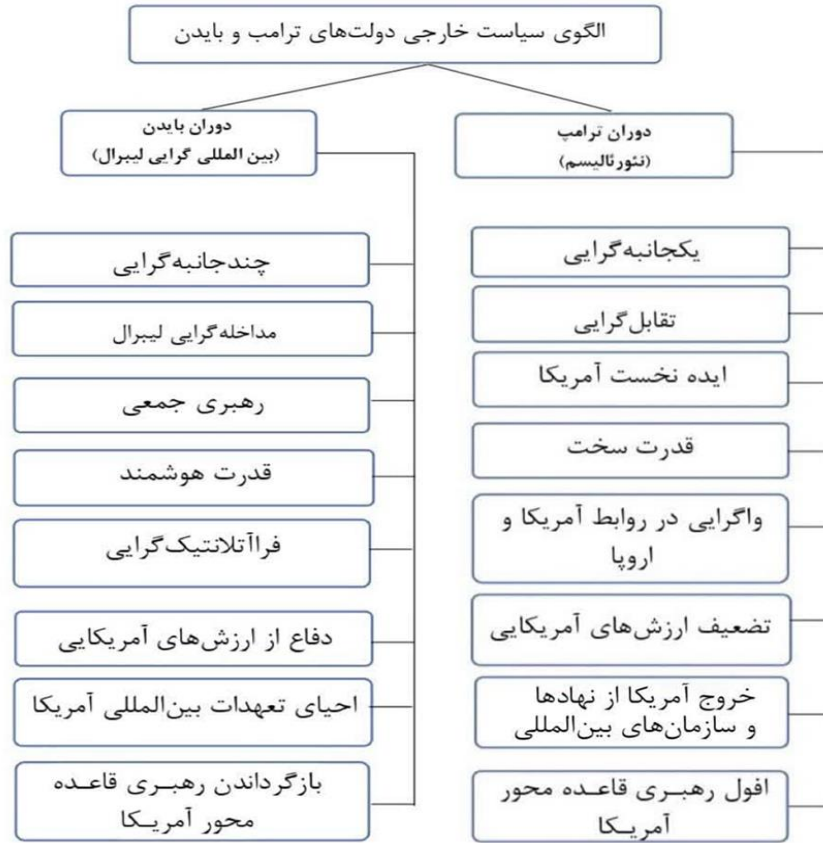 الگوی سیاست خارجی دولت‌های ترامب و بایدن
دوران ترامپ
(نئورئالیسم)
یکجانبه‌گرایی
تقابل‌گرایی
ایده نخست آمریکا
قدرت سخت
واگرایی در روابط آمریکا و
اروپا
تضعیف ارزش‌های آمریکایی
خروج آمریکا از نهادها
و سازمان‌های بین‌المللی
افول رهبری قاعده محور
آمریکا
دوران بایدن
(بین المللی گرایی لیبرال)
چندجانبه‌گرایی
مداخله‌گرایی لیبرال
رهبری جمعی
قدرت هوشمند
فراآتلانتیک‌گرایی
دفاع از ارزش‌های آمریکایی
احیای تعهدات بین‌المللی آمریکا
بازگرداندن رهبری قاعده
محور آمریکا